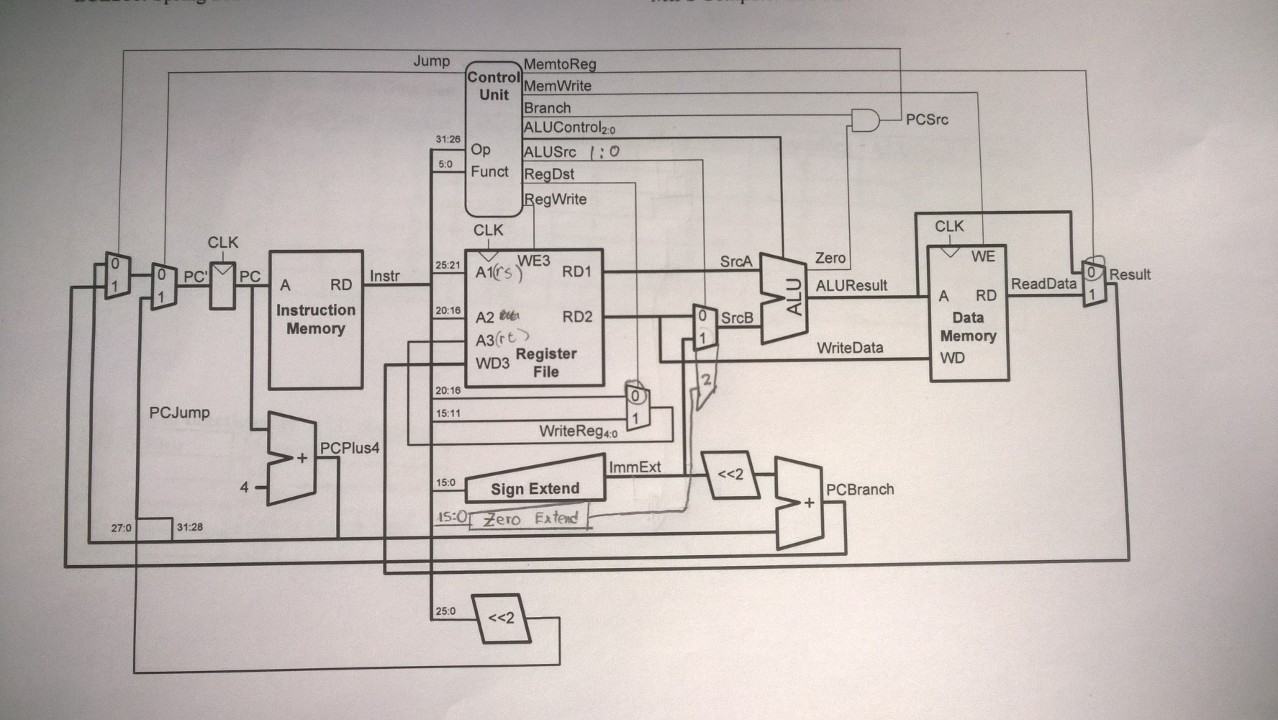 Jump
MemtoReg
Control Unit
MemWrite
Branch
PCSrc
ALUControl2:0
31:26
Op
ALUSrc 1:0
5:0
Funct
RegDst
RegWrite
CLK
CLK
CLK
WE3
WE
0
1
0
1
PC'
PC
A
RD
Instruction Memory
Instr
25:21
A1(rs)
RD1
SrcA
Zero
ALU
ALUResult
A
RD
ReadData
0
1
Result
20:16
A2
RD2
0
1
SrcB
Data Memory
A3(rt)
WD3
Register File
WriteData
WD
2
20:16
0
15:11
1
WriteReg4:0
PCJump
+
PCPlus4
4
15:0
Sign Extend
ImmExt
<<2
+
PCBranch
15:0
Zero Extend
27:0
31:28
25:0
<<2